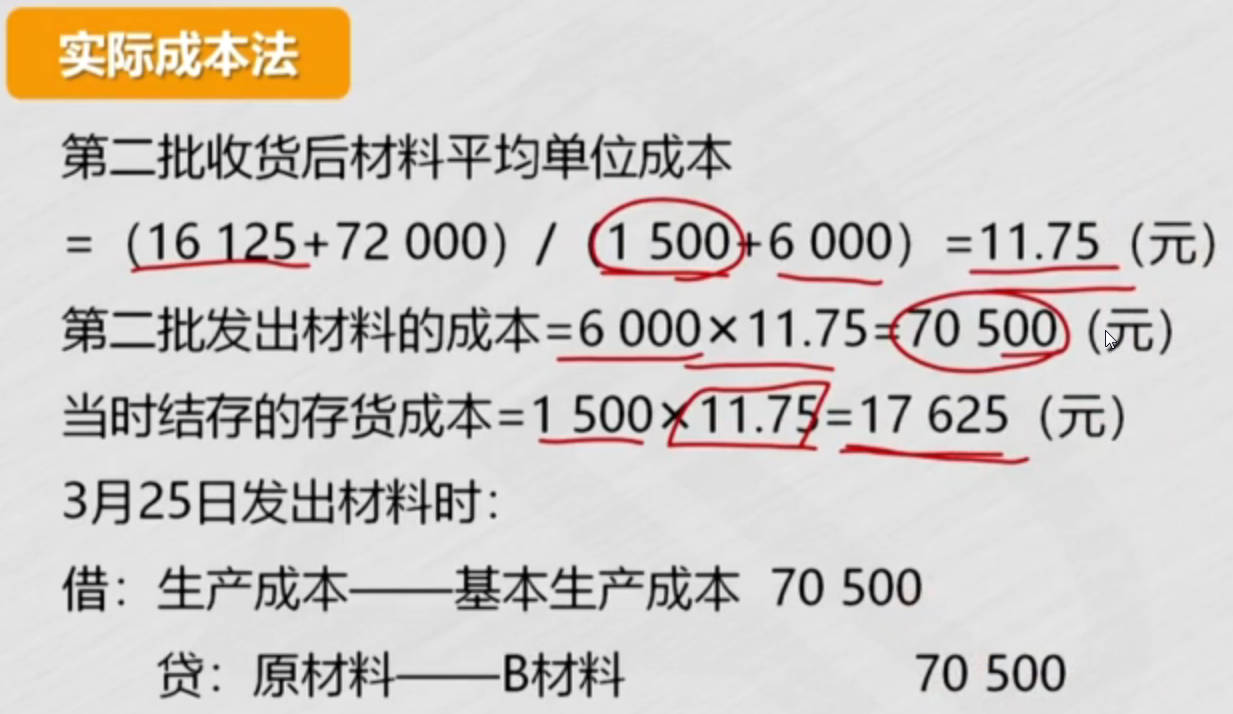 实际成本法
第二批收货后材料平均单位成本
=（16 125+72 000）/（1 500+6 000）=11.75（元）
第二批发出材料的成本=6 000×11.75=70 500（元）
当时结存的存货成本=1 500×11.75=17 625（元）
3月25日发出材料时：
借：生产成本——基本生产成本 70 500
贷：原材料——B材料 70 500